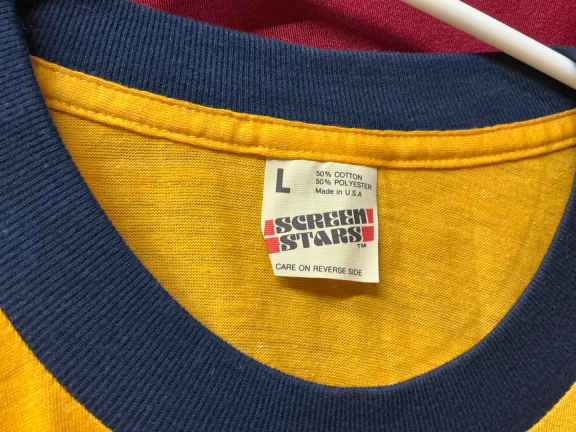 L
50% COTTON
50% POLYESTER
Made in U.S.A
SCREEN
STARS
™
CARE ON REVERSE SIDE